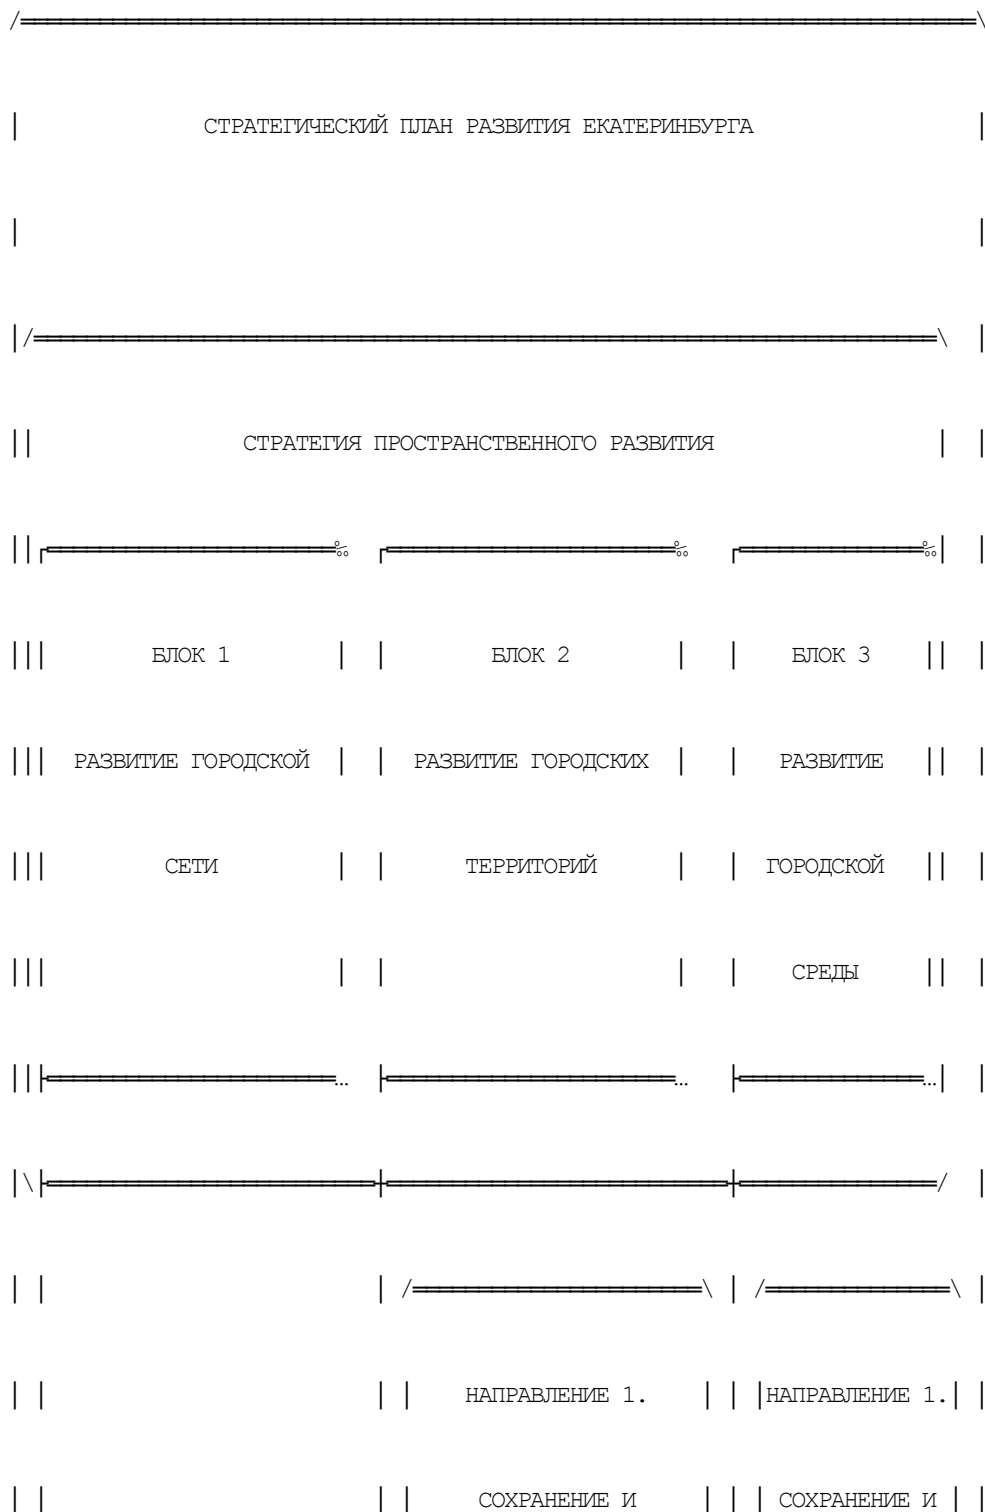 СТРАТЕГИЧЕСКИЙ ПЛАН РАЗВИТИЯ ЕКАТЕРИНБУРГА
СТРАТЕГИЯ ПРОСТРАНСТВЕННОГО РАЗВИТИЯ
БЛОК 1 БЛОК 2 БЛОК 3
РАЗВИТИЕ ГОРОДСКОЙ РАЗВИТИЕ ГОРОДСКИХ РАЗВИТИЕ
СЕТИ ТЕРРИТОРИЙ ГОРОДСКОЙ
СРЕДЫ
НАПРАВЛЕНИЕ 1. НАПРАВЛЕНИЕ 1.
СОХРАНЕНИЕ И СОХРАНЕНИЕ И